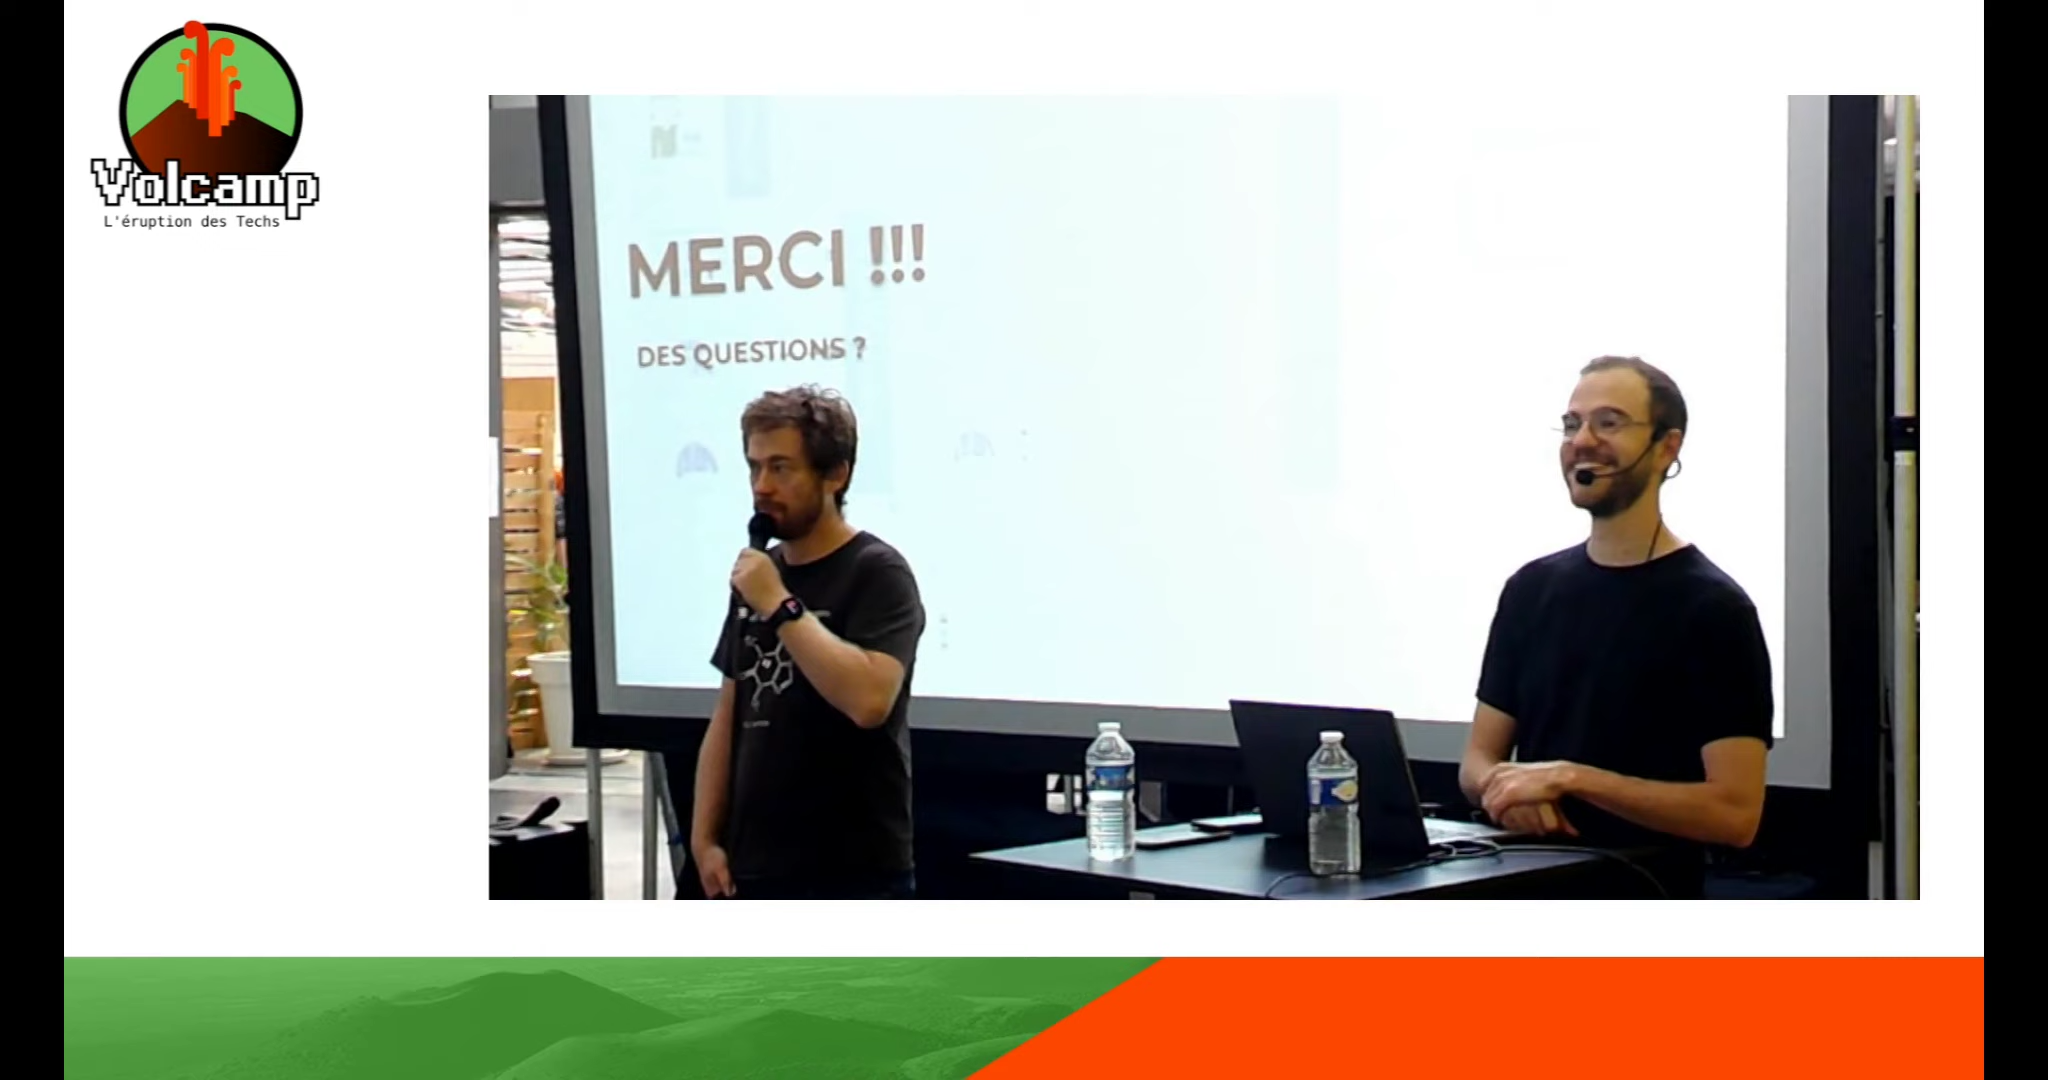 Volcamp
L'éruption des Techs
MERCI !!!
DES QUESTIONS ?